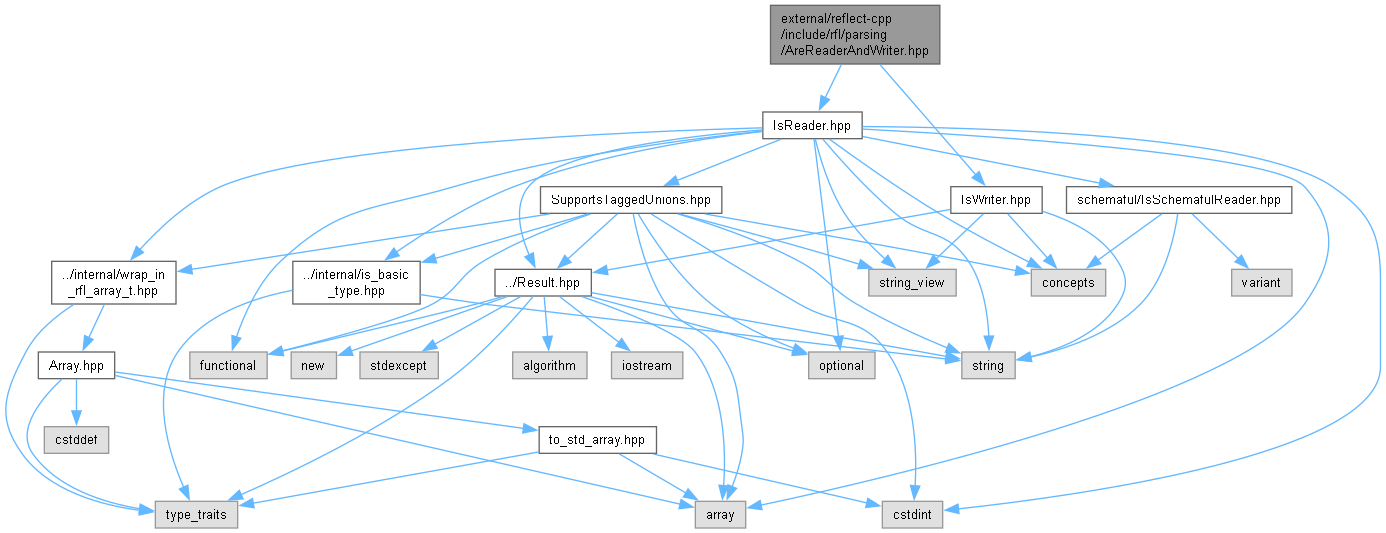 external/reflect-cpp
/include/rfl/parsing
/AreReaderAndWriter.hpp
IsReader.hpp
SupportsTaggedUnions.hpp
IsWriter.hpp
schemaful/IsSchemafulReader.hpp
../internal/wrap_in
_rfl_array_t.hpp
../internal/is_basic
_type.hpp
../Result.hpp
string_view
concepts
variant
Array.hpp
functional
new
stdexcept
algorithm
iostream
optional
string
cstddef
to_std_array.hpp
type_traits
array
cstdint